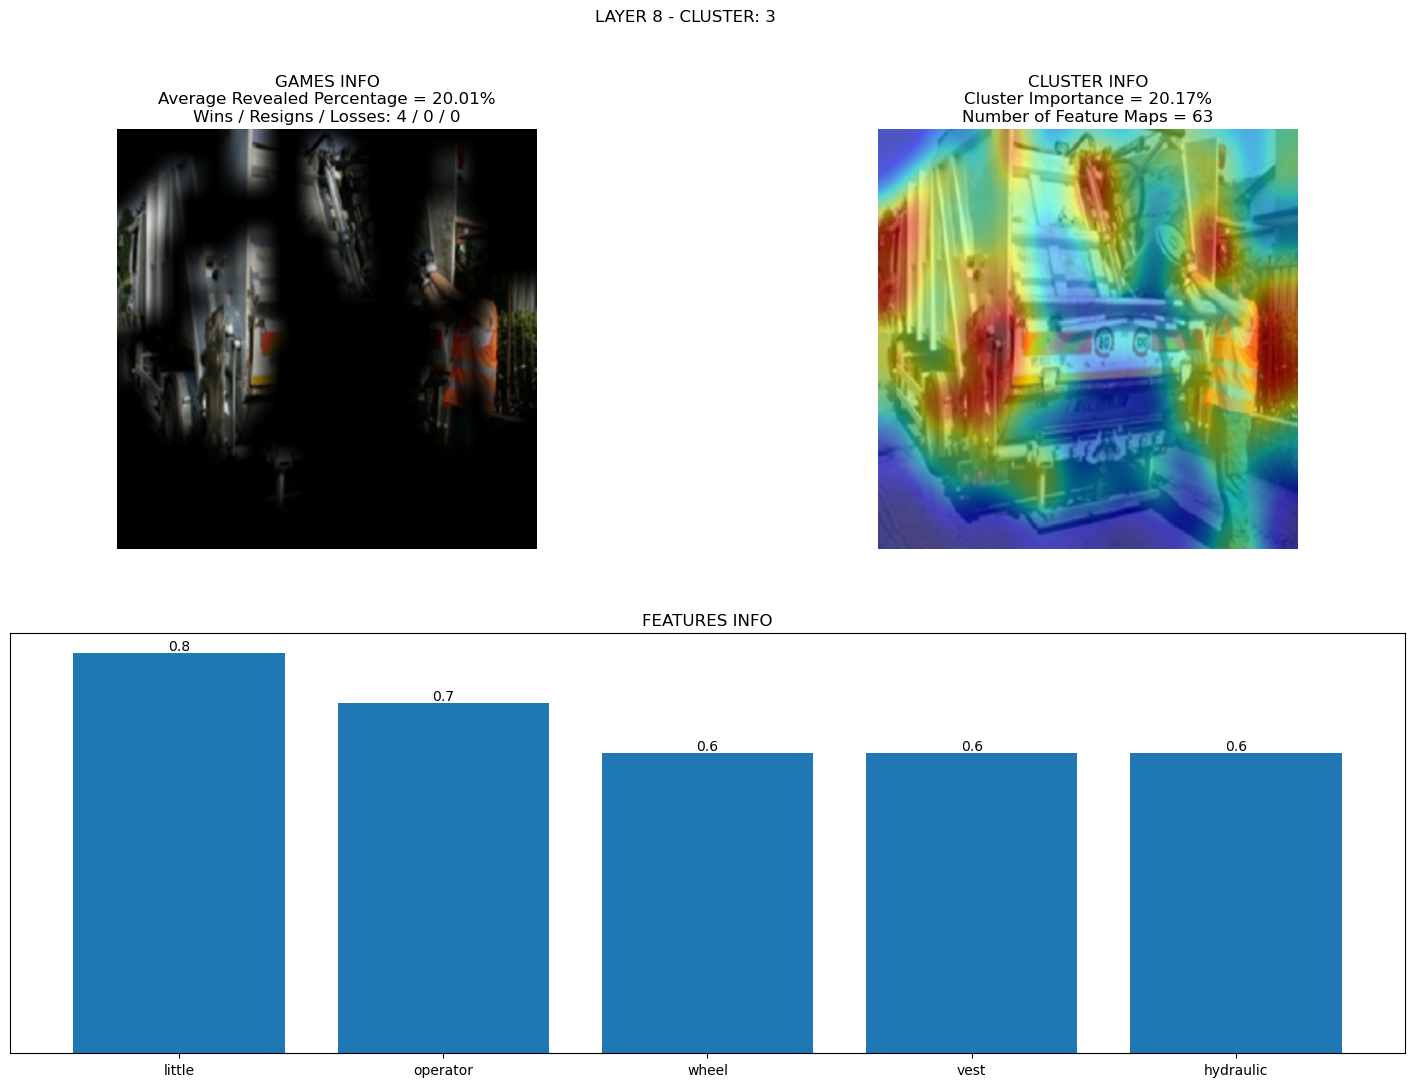 LAYER 8 - CLUSTER: 3
GAMES INFO
Average Revealed Percentage = 20.01%
Wins / Resigns / Losses: 4 / 0 / 0
CLUSTER INFO
Cluster Importance = 20.17%
Number of Feature Maps = 63
80
100
FEATURES INFO
0.8
0.7
0.6
0.6
0.6
little
operator
wheel
vest
hydraulic